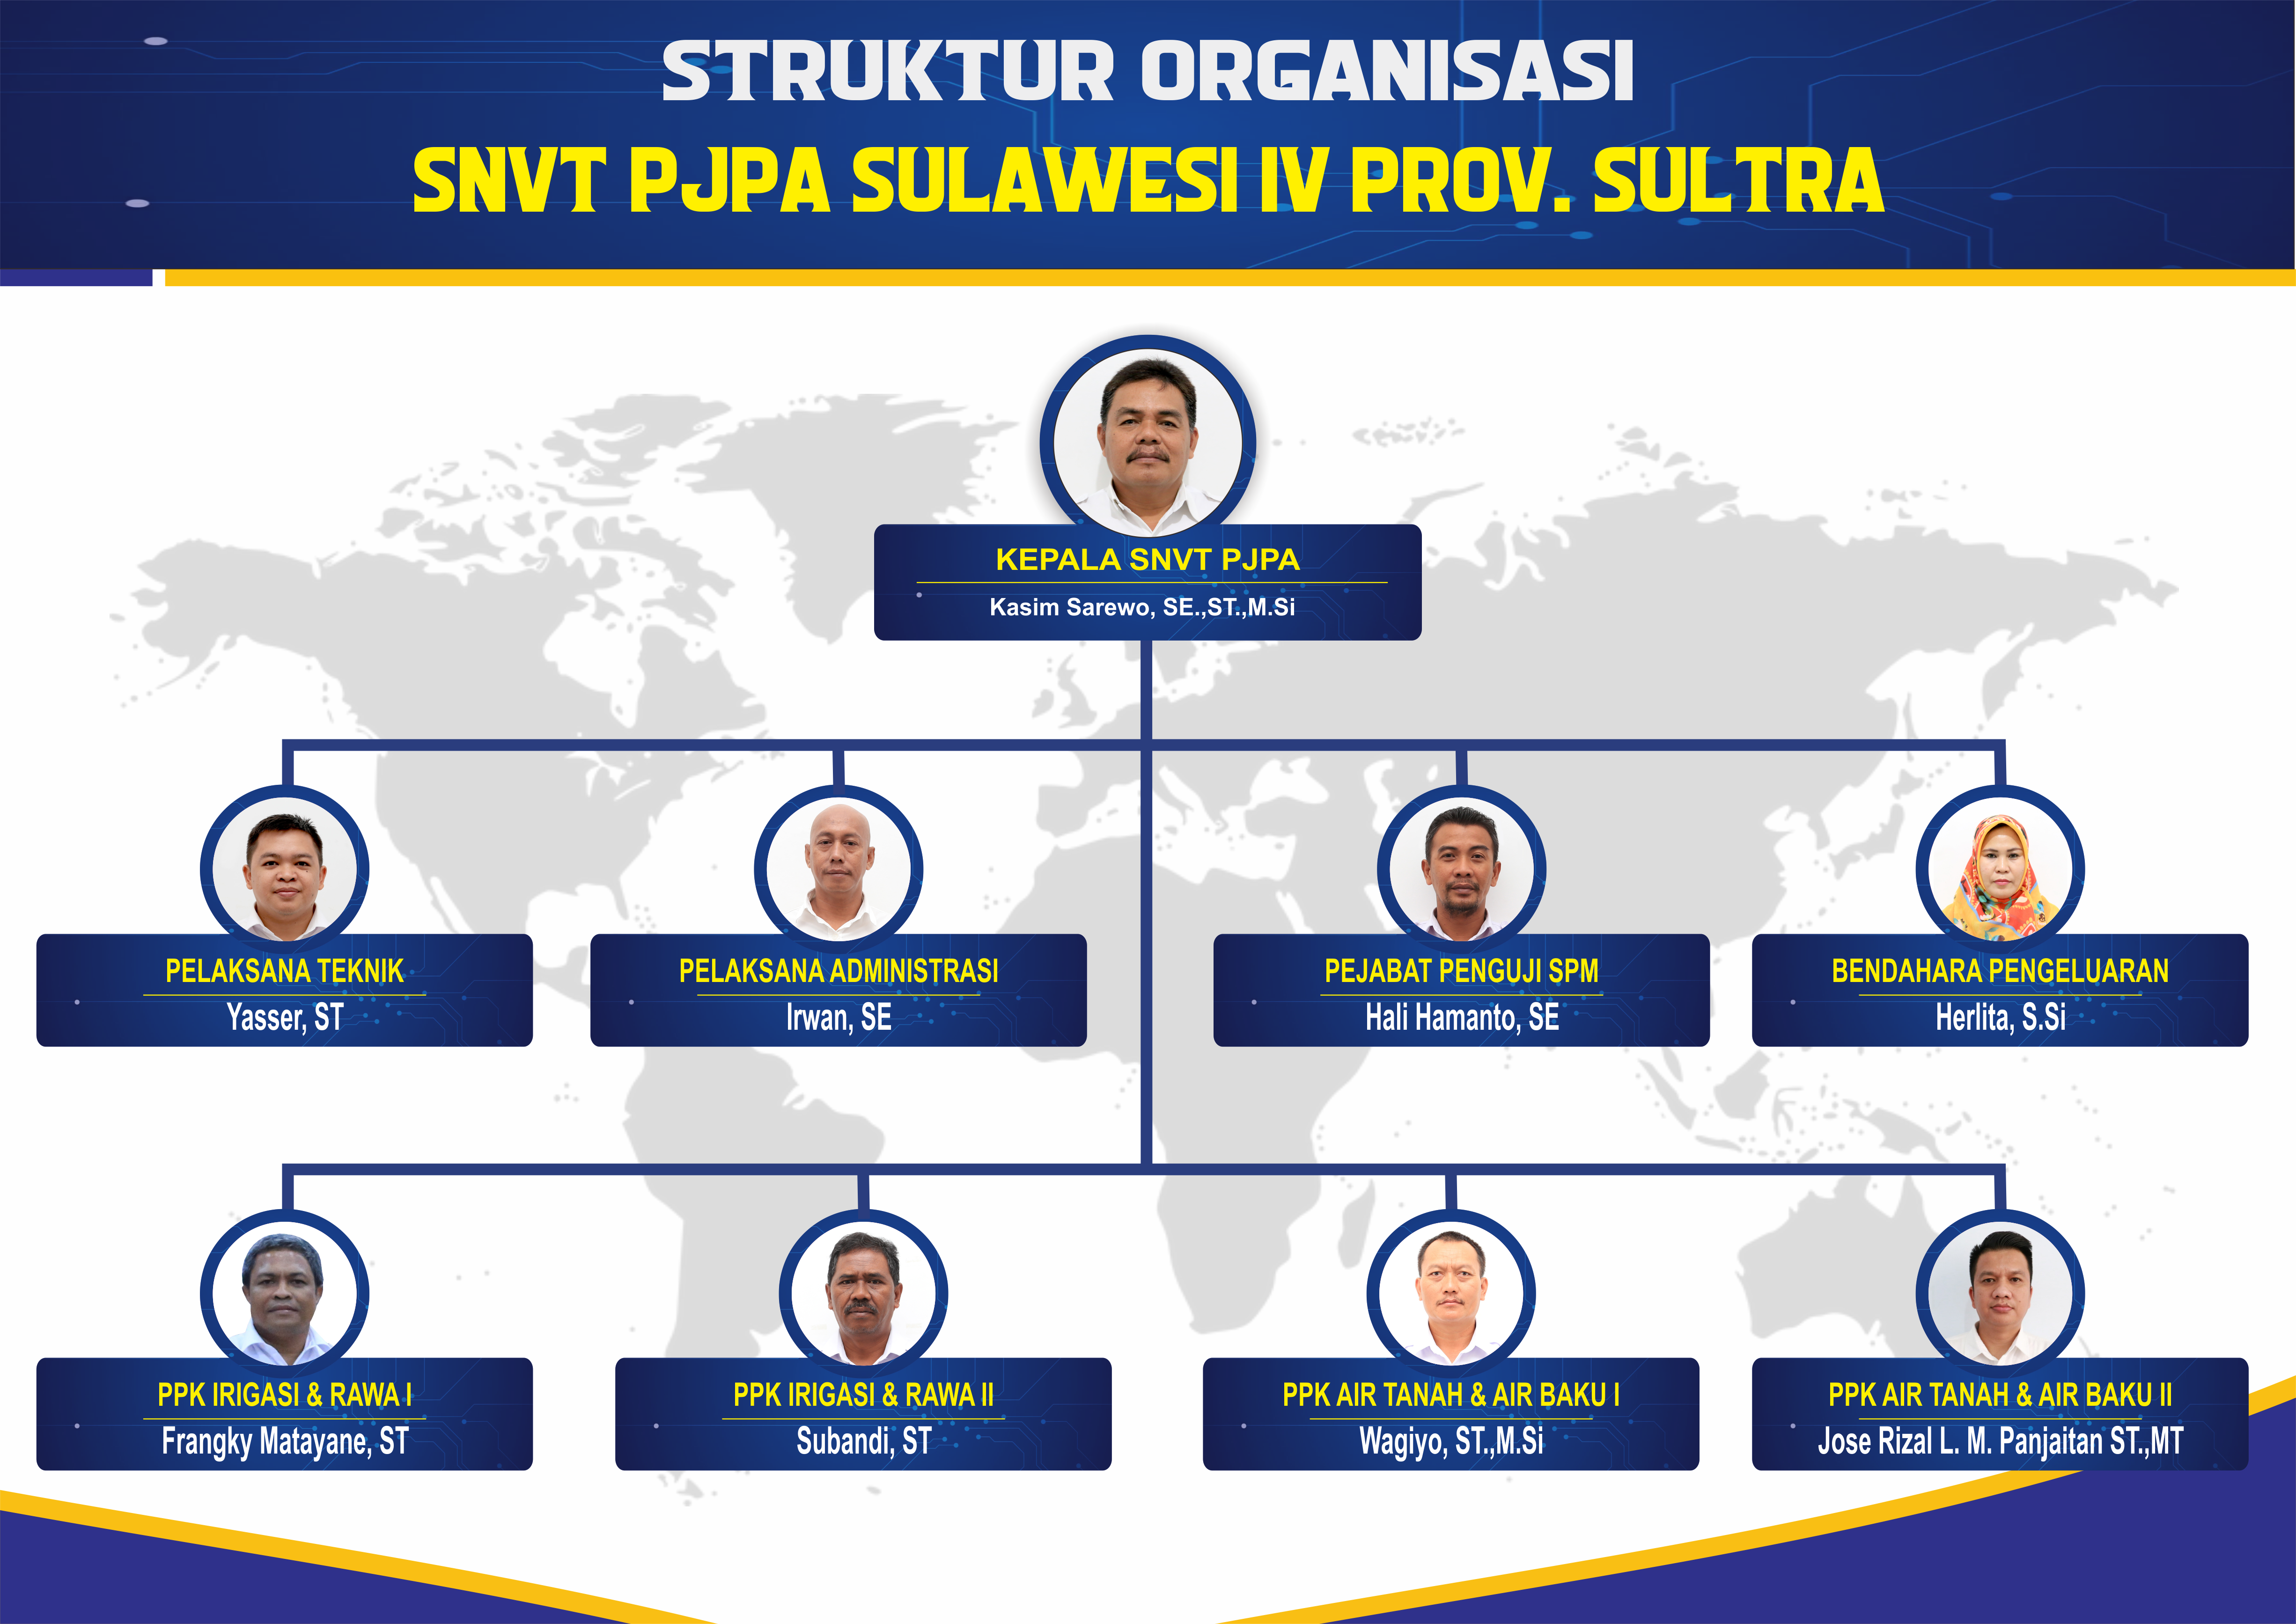 STRUKTUR ORGANISASI
SNVT PJPA SULAWESI IV PROV. SULTRA
KEPALA SNVT PJPA
Kasim Sarewo, SE.,ST.,M.Si
PELAKSANA TEKNIK
Yasser, ST
PELAKSANA ADMINISTRASI
Irwan, SE
PEJABAT PENGUJI SPM
Hali Hamanto, SE
BENDAHARA PENGELUARAN
Herlita, S.Si
PPK IRIGASI & RAWA I
Frangky Matayane, ST
PPK IRIGASI & RAWA II
Subandi, ST
PPK AIR TANAH & AIR BAKU I
Wagiyo, ST.,M.Si
PPK AIR TANAH & AIR BAKU II
Jose Rizal L. M. Panjaitan ST.,MT